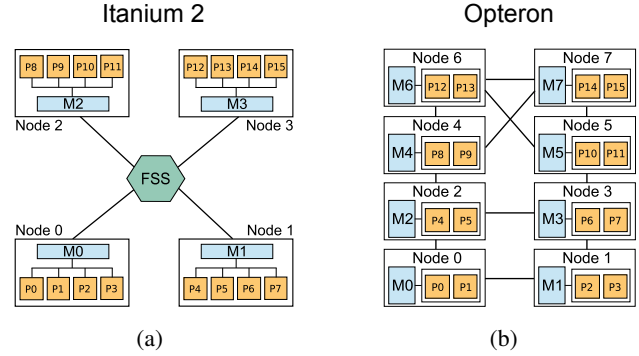 Itanium 2
Opteron
P8 P9 P10 P11
M2
Node 2
P12 P13 P14 P15
M3
Node 3
FSS
Node 0
M0
P0 P1 P2 P3
Node 1
M1
P4 P5 P6 P7
(a)
Node 6
M6 P12 P13
Node 7
M7 P14 P15
Node 4
M4 P8 P9
Node 5
M5 P10 P11
Node 2
M2 P4 P5
Node 3
M3 P6 P7
Node 0
M0 P0 P1
Node 1
M1 P2 P3
(b)